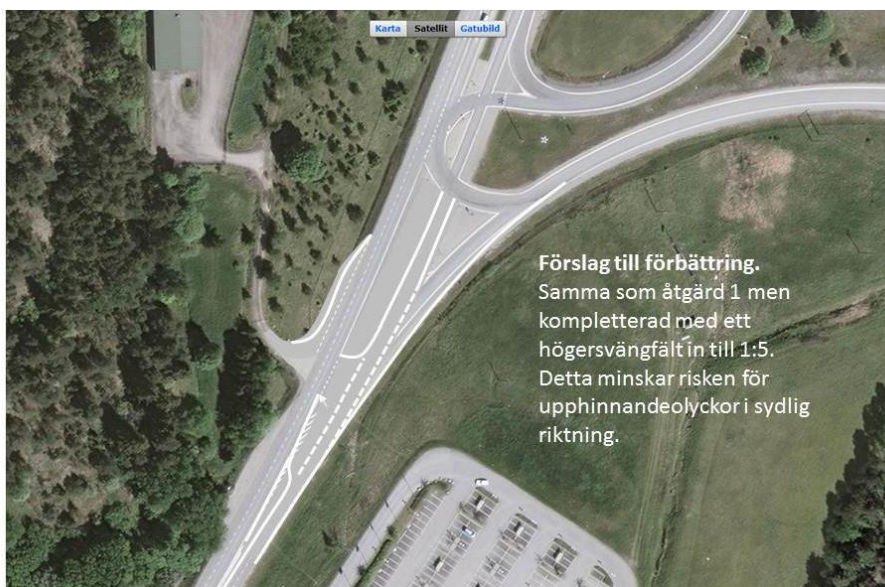 Karta Satellit Gatubild
Förslag till förbättring.
Samma som åtgärd 1 men
kompletterad med ett
högersvängfält in till 1:5.
Detta minskar risken för
upphinnandeolyckor i sydlig
riktning.